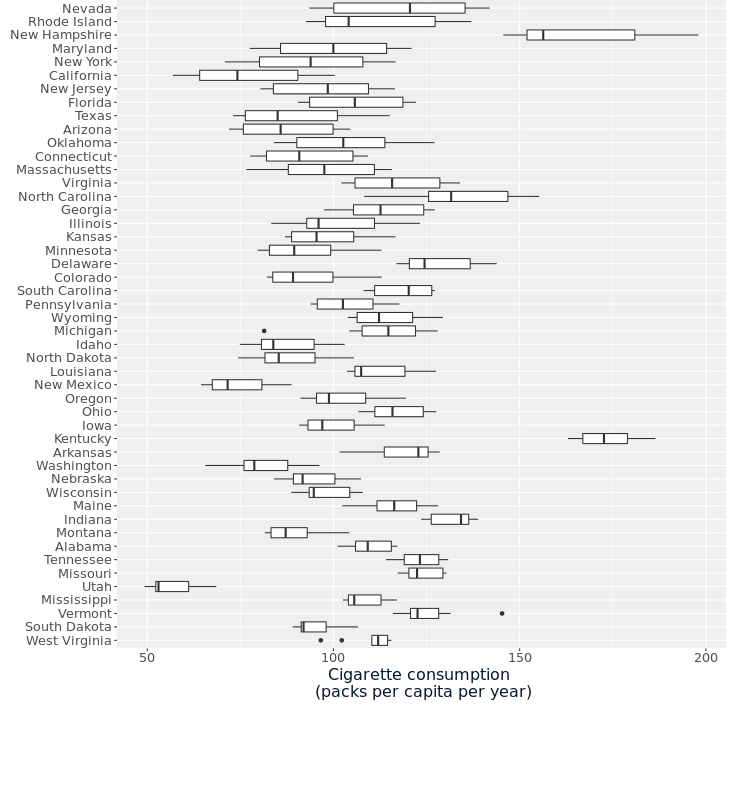 Nevada
Rhode Island
New Hampshire
Maryland
New York
California
New Jersey
Florida
Texas
Arizona
Oklahoma
Connecticut
Massachusetts
Virginia
North Carolina
Georgia
Illinois
Kansas
Minnesota
Delaware
Colorado
South Carolina
Pennsylvania
Wyoming
Michigan
Idaho
North Dakota
Louisiana
New Mexico
Oregon
Ohio
Iowa
Kentucky
Arkansas
Washington
Nebraska
Wisconsin
Maine
Indiana
Montana
Alabama
Tennessee
Missouri
Utah
Mississippi
Vermont
South Dakota
West Virginia
50 100 150 200
Cigarette consumption
(packs per capita per year)